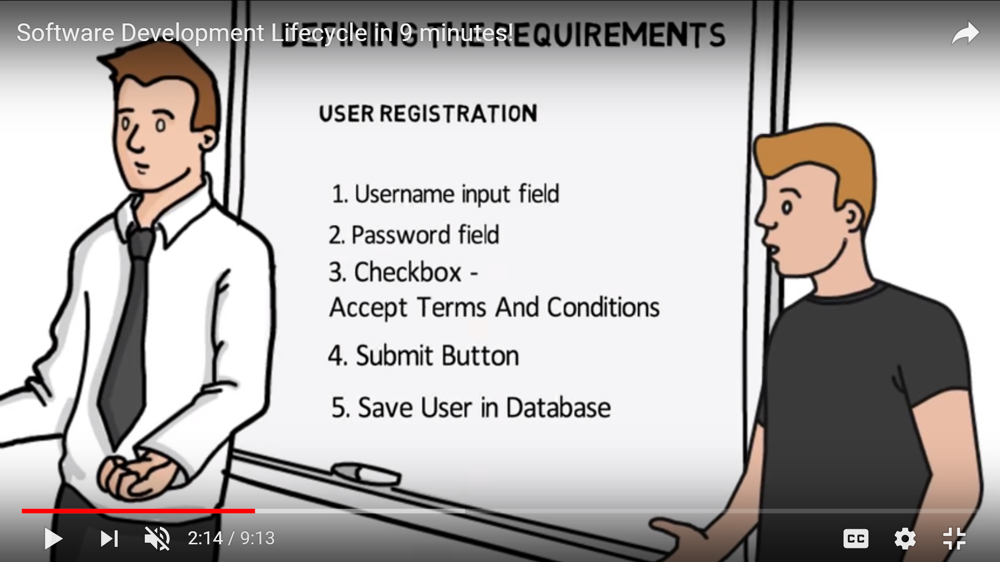 Software Development Lifecycle in 9 minutes!
DEFINING THE REQUIREMENTS
USER REGISTRATION
1. Username input field
2. Password field
3. Checkbox -
Accept Terms And Conditions
4. Submit Button
5. Save User in Database
2:14 / 9:13
CC